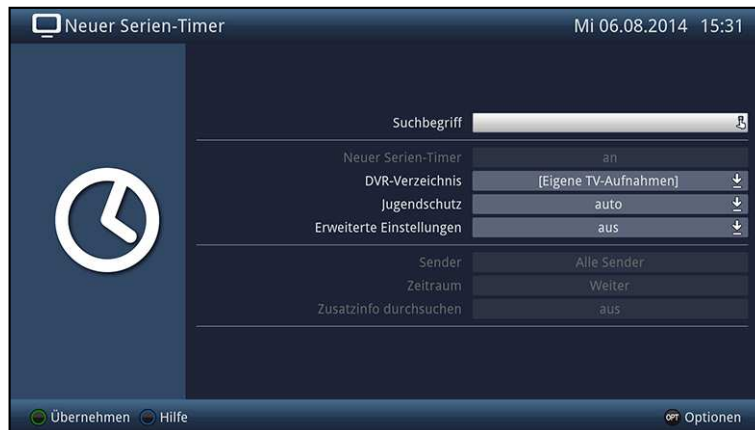 Neuer Serien-Timer Mi 06.08.2014 15:31
Suchbegriff
Neuer Serien-Timer an
DVR-Verzeichnis [Eigene TV-Aufnahmen]
Jugendschutz auto
Erweiterte Einstellungen aus
Sender Alle Sender
Zeitraum Weiter
Zusatzinfo durchsuchen aus
Übernehmen Hilfe OPT Optionen